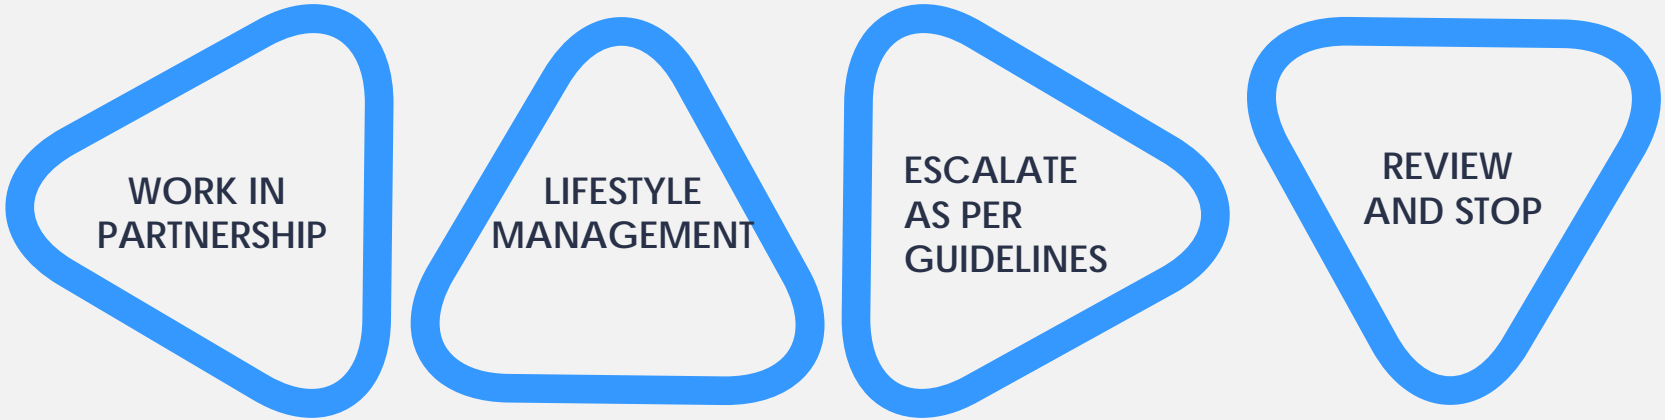 WORK IN
PARTNERSHIP
LIFESTYLE
MANAGEMENT
ESCALATE
AS PER
GUIDELINES
REVIEW
AND STOP